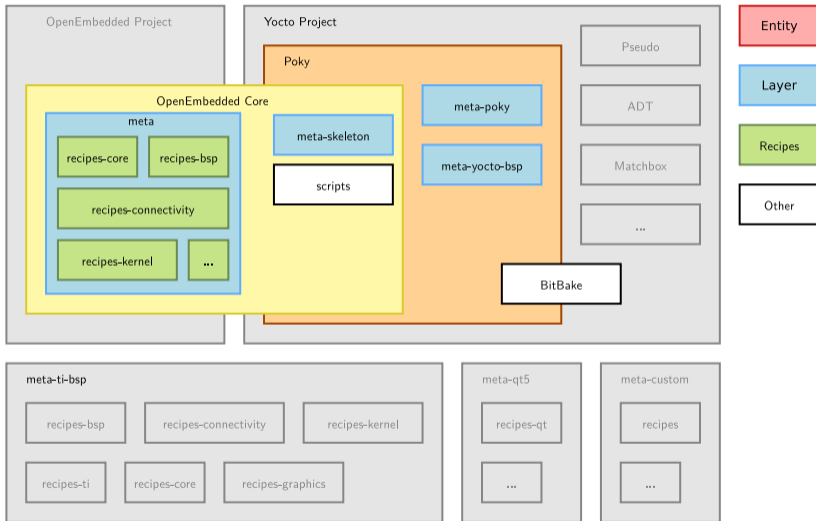 OpenEmbedded Project
Yocto Project
Poky
OpenEmbedded Core
meta
recipes-core
recipes-bsp
recipes-connectivity
recipes-kernel
...
meta-skeleton
scripts
meta-poky
meta-yocto-bsp
BitBake
Pseudo
ADT
Matchbox
...
Entity
Layer
Recipes
Other
meta-ti-bsp
recipes-bsp
recipes-connectivity
recipes-kernel
recipes-ti
recipes-core
recipes-graphics
meta-qt5
recipes-qt
...
meta-custom
recipes
...